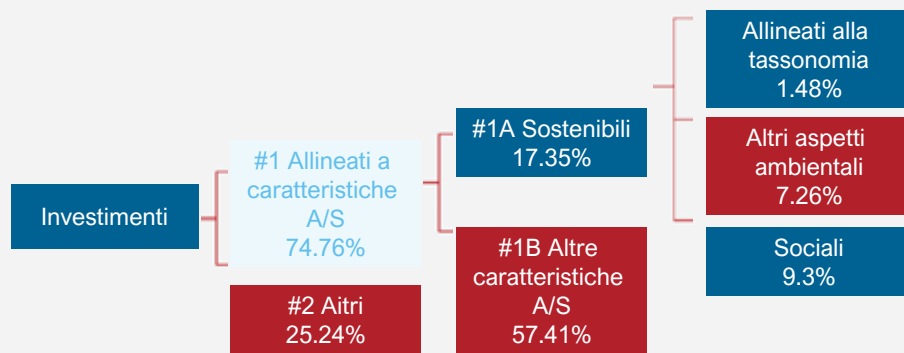 Investimenti
#1 Allineati a
caratteristiche
A/S
74.76%
#2 Aitri
25.24%
#1A Sostenibili
17.35%
#1B Altre
caratteristiche
A/S
57.41%
Allineati alla
tassonomia
1.48%
Altri aspetti
ambientali
7.26%
Sociali
9.3%